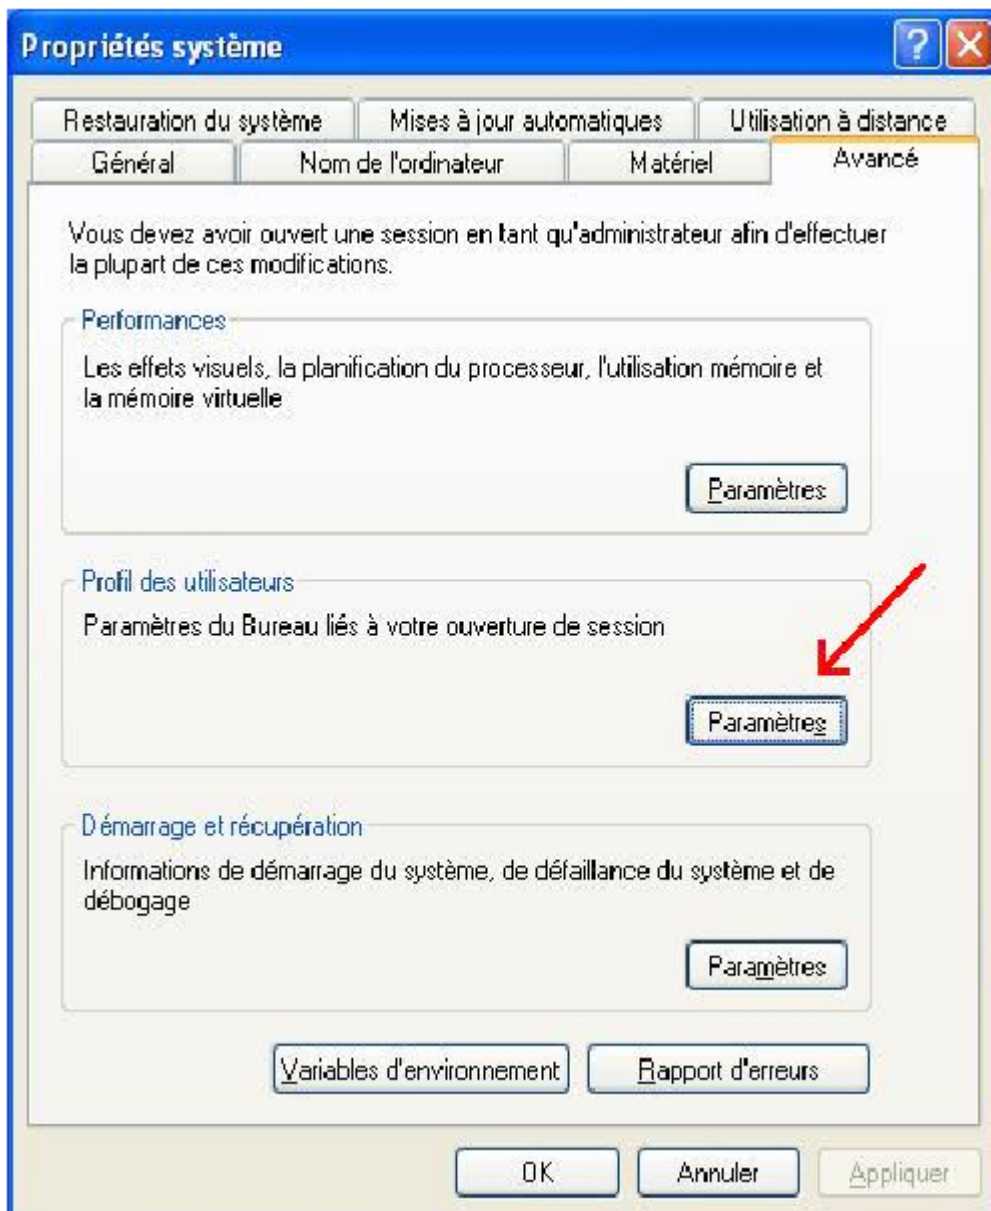 Propriétés système
Restauration du système
Mises à jour automatiques
Utilisation à distance
Général
Nom de l'ordinateur
Matériel
Avancé
Vous devez avoir ouvert une session en tant qu'administrateur afin d'effectuer
la plupart de ces modifications.
Performances
Les effets visuels, la planification du processeur, l'utilisation mémoire et
la mémoire virtuelle
Paramètres
Profil des utilisateurs
Paramètres du Bureau liés à votre ouverture de session
Paramètres
Démarrage et récupération
Informations de démarrage du système, de défaillance du système et de
débogage
Paramètres
Variables d'environnement
Rapport d'erreurs
OK
Annuler
Appliquer